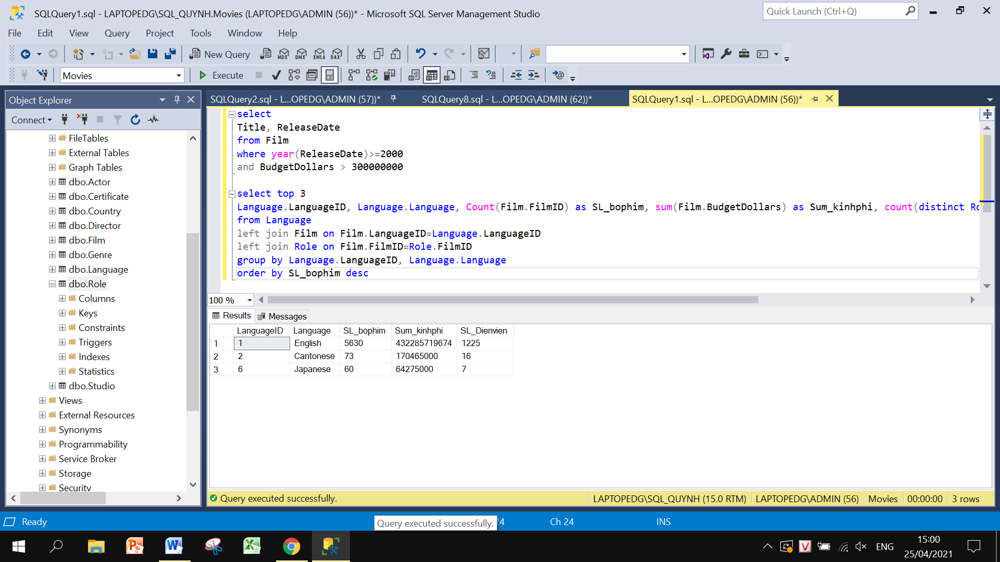 SQLQuery1.sql - LAPTOPEDG\SQL_QUYNH.Movies (LAPTOPEDG\ADMIN (56))* - Microsoft SQL Server Management Studio
Quick Launch (Ctrl+Q)
File Edit View Query Project Tools Window Help
New Query MDX DMX XMLA DAX
Movies Execute
Object Explorer
Connect
FileTables
External Tables
Graph Tables
dbo.Actor
dbo.Certificate
dbo.Country
dbo.Director
dbo.Film
dbo.Genre
dbo.Language
dbo.Role
Columns
Keys
Constraints
Triggers
Indexes
Statistics
dbo.Studio
Views
External Resources
Synonyms
Programmability
Service Broker
Storage
Security
SQLQuery2.sql - L...OPEDG\ADMIN (57))* SQLQuery8.sql - L...OPEDG\ADMIN (62))* SQLQuery1.sql - L...OPEDG\ADMIN (56))*
select
Title, ReleaseDate
from Film
where year(ReleaseDate)>=2000
and BudgetDollars > 300000000
select top 3
Language.LanguageID, Language.Language, Count(Film.FilmID) as SL_bophim, sum(Film.BudgetDollars) as Sum_kinhphi, count(distinct Ro
from Language
left join Film on Film.LanguageID=Language.LanguageID
left join Role on Film.FilmID=Role.FilmID
group by Language.LanguageID, Language.Language
order by SL_bophim desc
100 %
Results Messages
LanguageID Language SL_bophim Sum_kinhphi SL_Dienvien
1 1 English 5630 432285719674 1225
2 2 Cantonese 73 170465000 16
3 6 Japanese 60 64275000 7
Query executed successfully. LAPTOPEDG\SQL_QUYNH (15.0 RTM) LAPTOPEDG\ADMIN (56) Movies 00:00:00 3 rows
Ready 24 Ch 24 INS
Query executed successfully.
ENG
15:00
25/04/2021